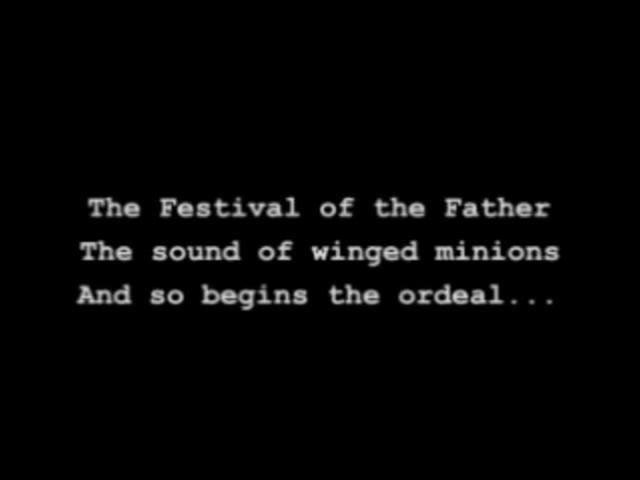 The Festival of the Father
The sound of winged minions
And so begins the ordeal...